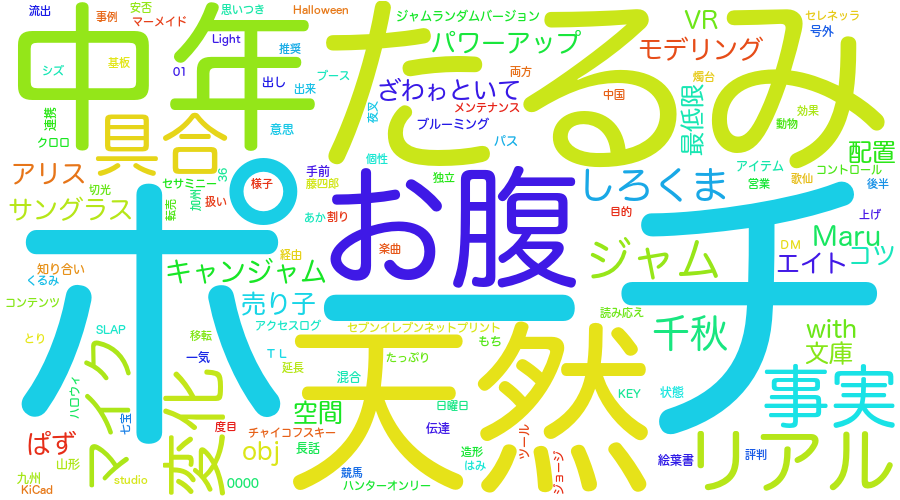 流出
事例
安否
マーメイド
思いつき
Halloween
ジャムランダムバージョン
VR
セレネッラ
号外
中年
たるみ
Light
推奨
パワーアップ
モデリング
シズ
基板
01
出し
ブース
出来
ざわゎといて
両方
メンテナンス
中国
燭台
最低限
効果
動物
連携
クロロ
具合
意思
夜叉
ブルーミング
パス
配置
アリス
切光
セサミニー
36
様子
手前
藤四郎
個性
独立
お腹
しろくま
アイテム
営業
歌仙
コントロール
後半
サングラス
転売
加州
扱い
あか
割り
目的
上げ
ポンチ
楽曲
ジャム
Maru
DM
エイト
コツ
知り合い
くるみ
キャンジャム
経由
コンテンツ
売り子
移転
アクセスログ
セブンイレブンネットプリント
読み応え
千秋
with
文庫
とり
SLAP
マイク
一気
TL
延長
天然
たっぷり
もち
混合
KEY
状態
事実
ハロウィ
七宝
変化
度目
空間
日曜日
伝達
ぱず
チャイコフスキー
長話
obj
造形
はみ
ツール
ジョージ
リアル
絵葉書
評判
山形
九州
KiCad
studio
0000
競馬
ハンターオンリー